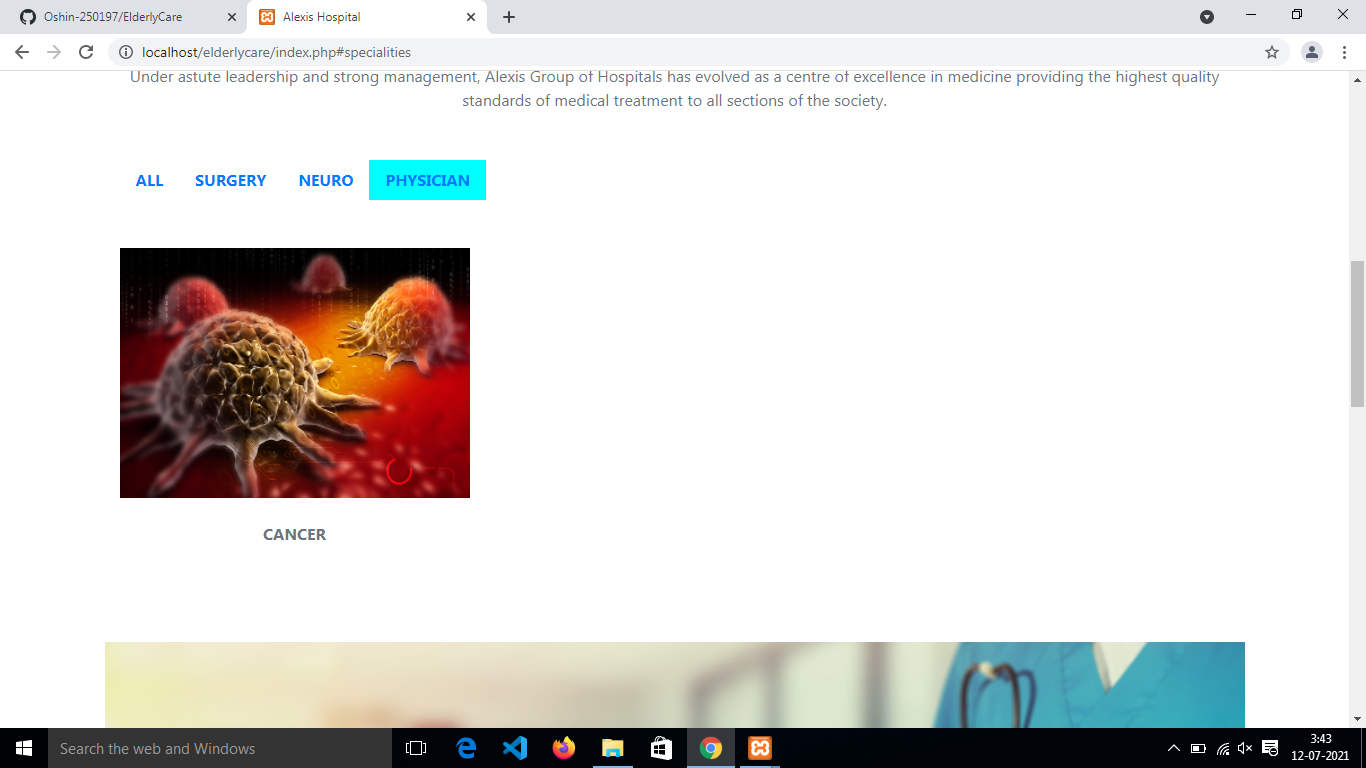 Oshin-250197/ElderlyCare
Alexis Hospital
localhost/elderlycare/index.php#specialities
Under astute leadership and strong management, Alexis Group of Hospitals has evolved as a centre of excellence in medicine providing the highest quality
standards of medical treatment to all sections of the society.
ALL SURGERY NEURO PHYSICIAN
CANCER
Search the web and Windows
3:43
12-07-2021